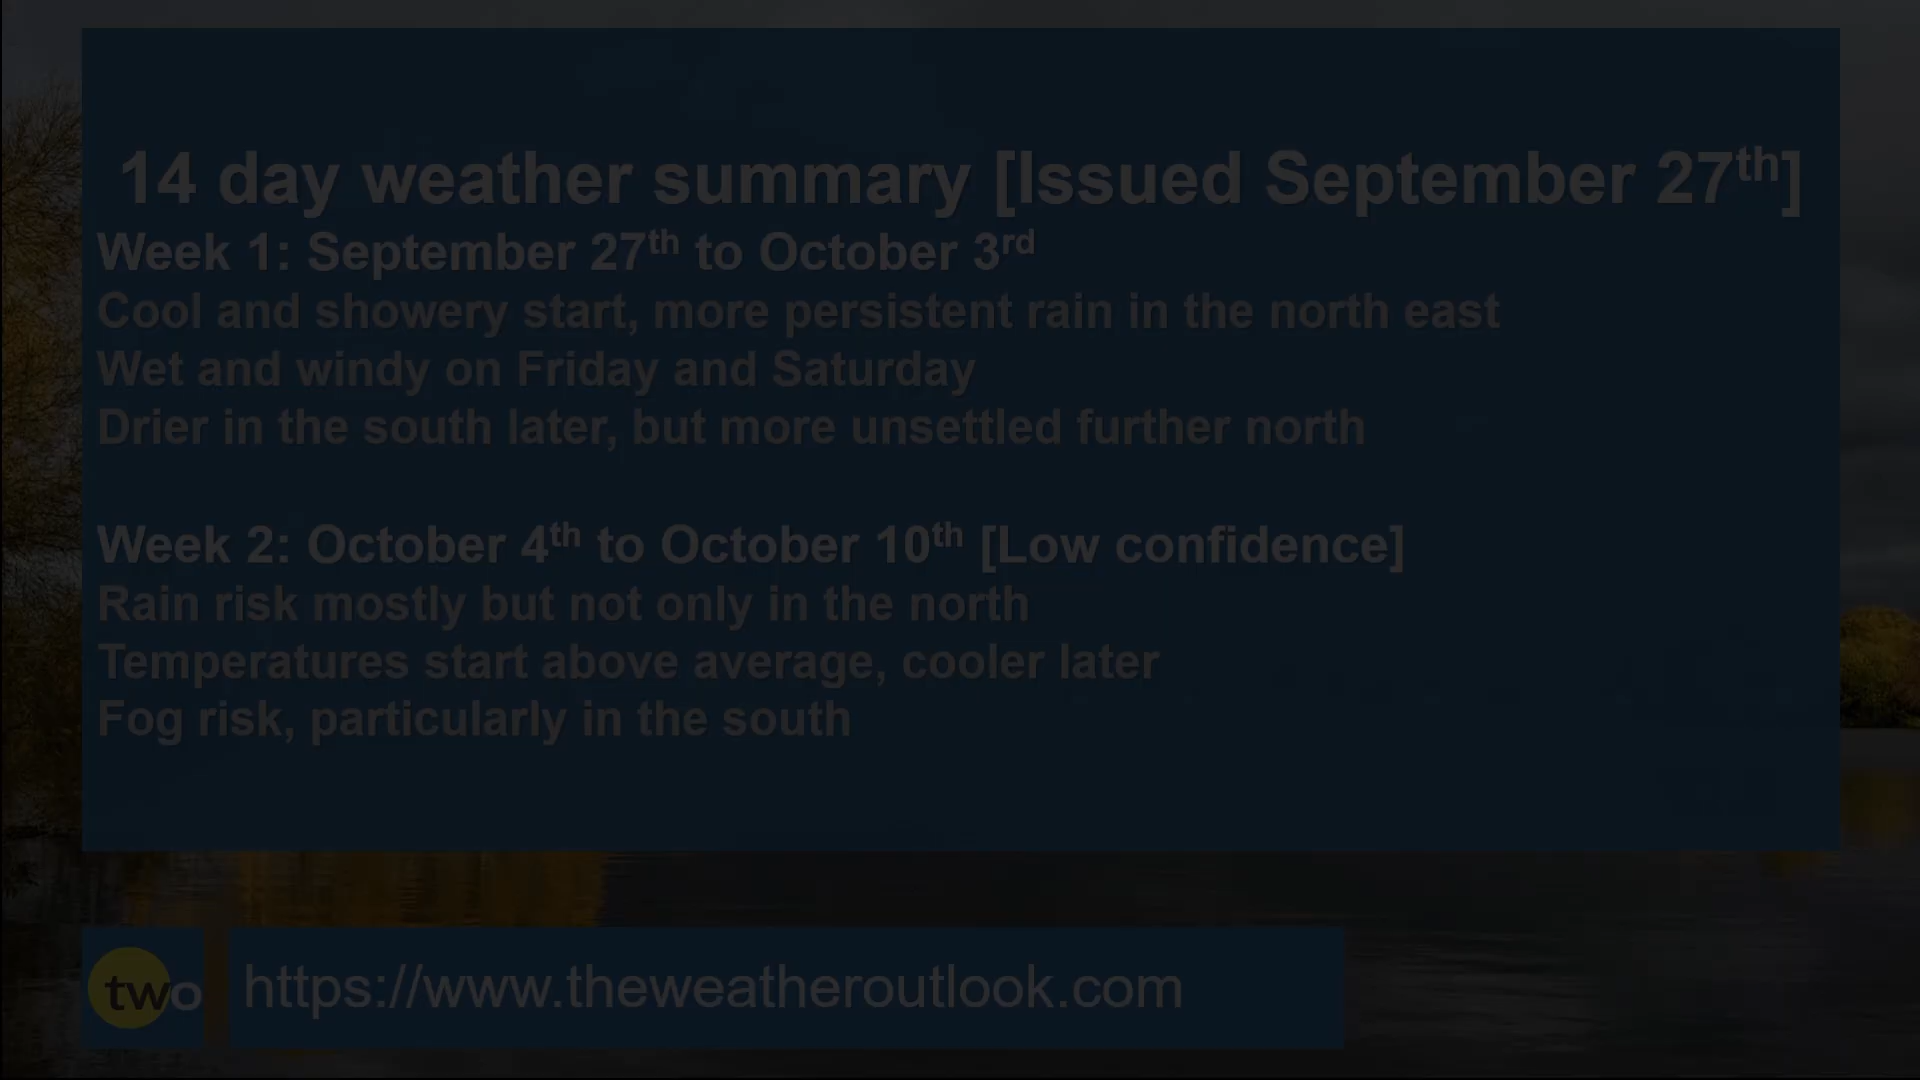 14 day weather summary [Issued September 27th]
Week 1: September 27th to October 3rd
Cool and showery start, more persistent rain in the north east
Wet and windy on Friday and Saturday
Drier in the south later, but more unsettled further north
Week 2: October 4th to October 10th [Low confidence]
Rain risk mostly but not only in the north
Temperatures start above average, cooler later
Fog risk, particularly in the south
two
https://www.theweatheroutlook.com